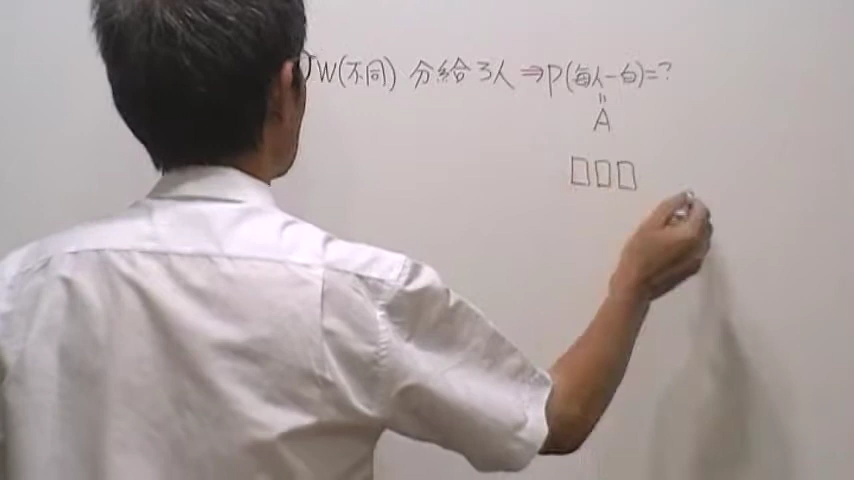 W(不同) 分給 3人 ⇒P(每人一白)=?
=
A